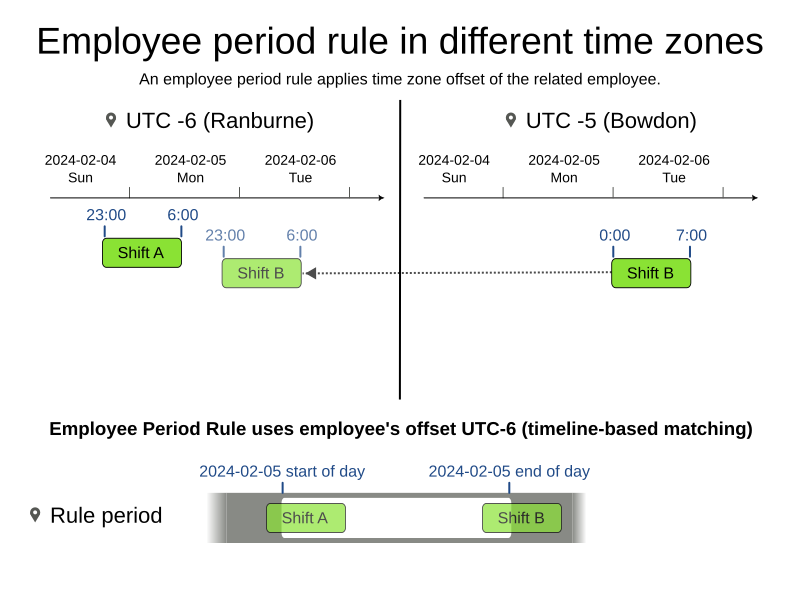 Employee period rule in different time zones
An employee period rule applies time zone offset of the related employee.
UTC -6 (Ranburne)
UTC -5 (Bowdon)
2024-02-04 2024-02-05 2024-02-06
Sun Mon Tue
2024-02-04 2024-02-05 2024-02-06
Sun Mon Tue
23:00 6:00
Shift A
23:00 6:00
Shift B
0:00 7:00
Shift B
Employee Period Rule uses employee's offset UTC-6 (timeline-based matching)
2024-02-05 start of day 2024-02-05 end of day
Rule period
Shift A Shift B